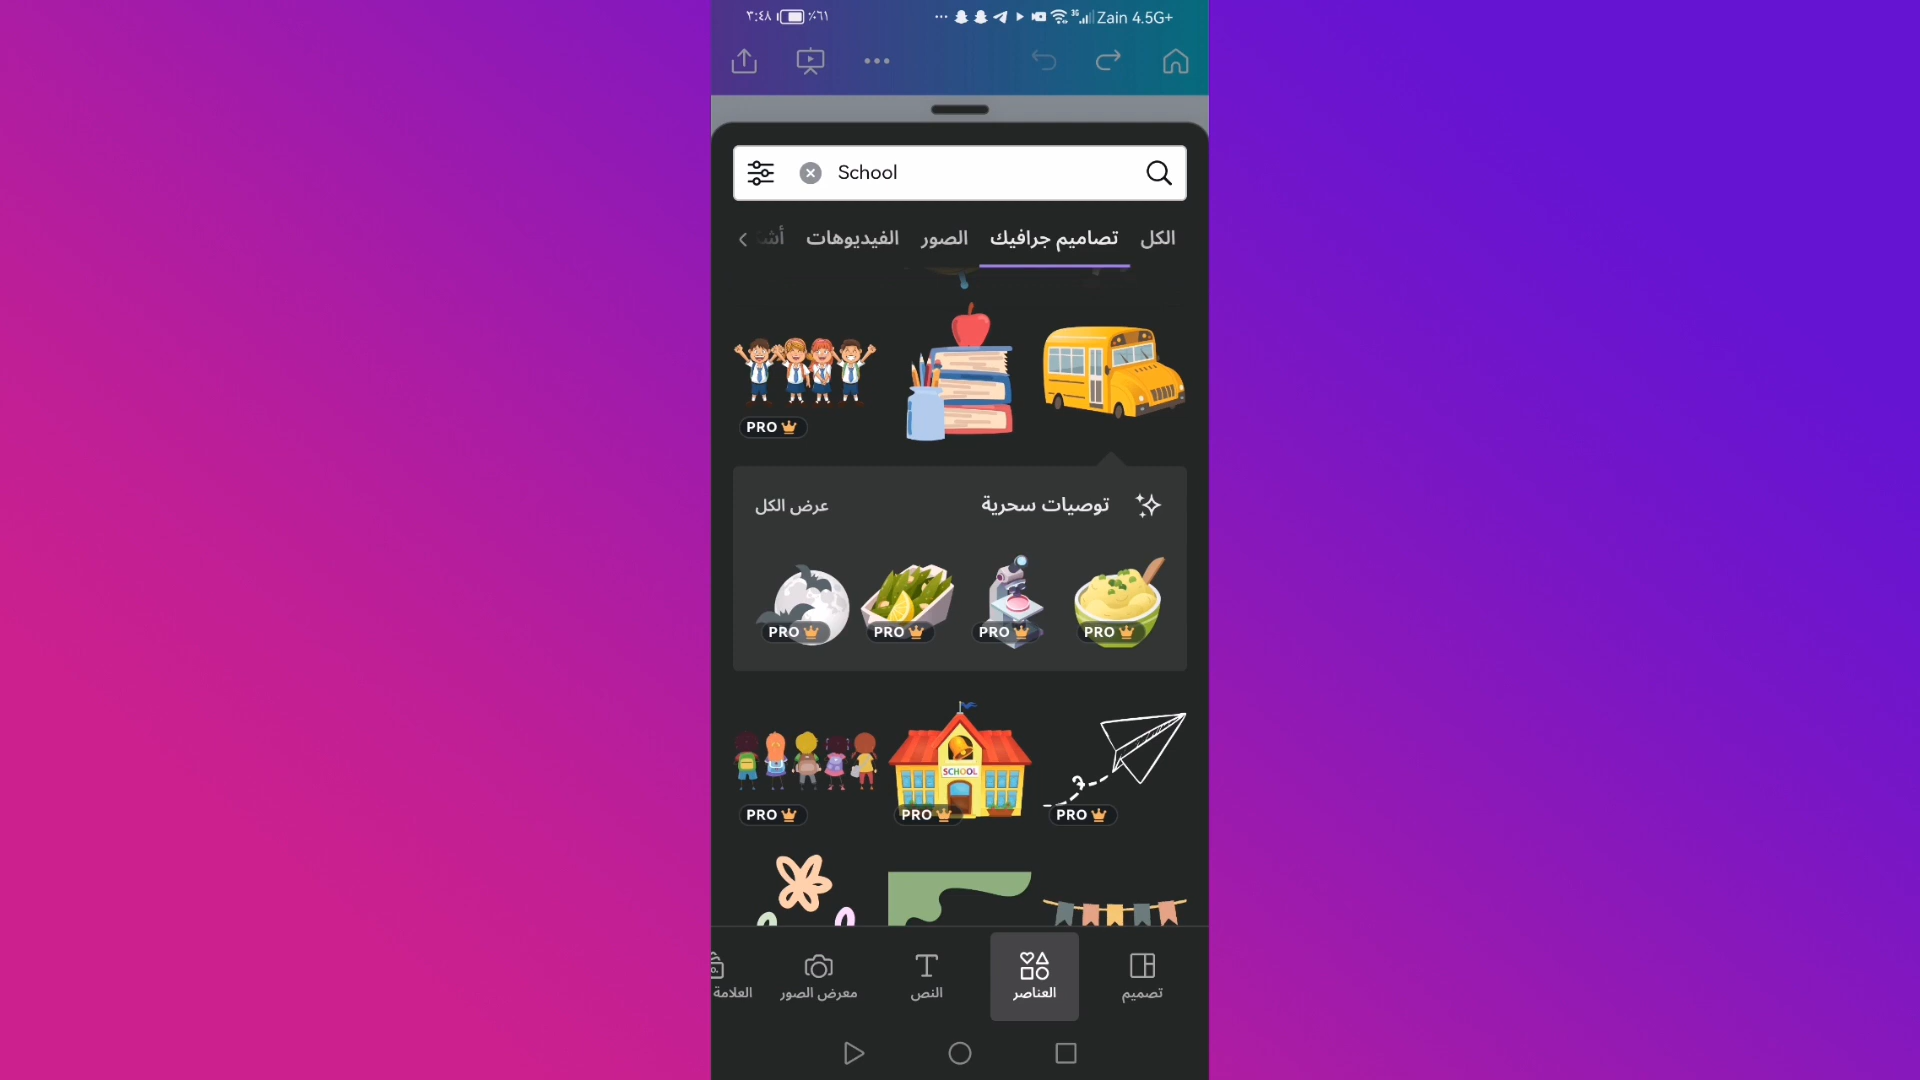 ٣:٤٨ ٪٦١ Zain 4.5G+
School
الكل تصاميم جرافيك الصور الفيديوهات
PRO
توصيات سحرية عرض الكل
PRO PRO PRO PRO
SCHOOL
PRO PRO PRO
تصميم العناصر النص معرض الصور العلامة